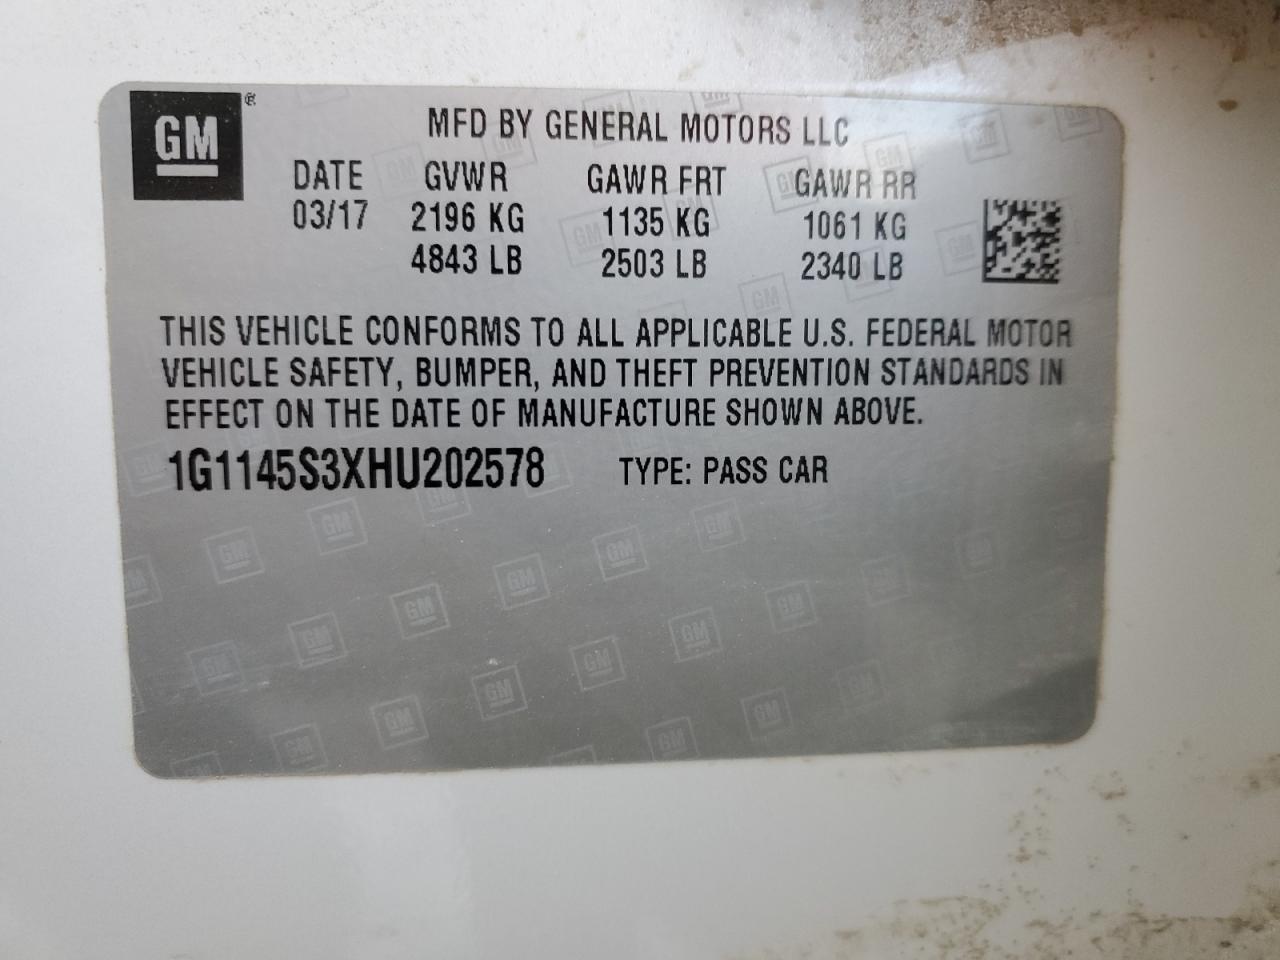 GM ®
MFD BY GENERAL MOTORS LLC
DATE GVWR GAWR FRT GAWR RR
03/17 2196 KG 1135 KG 1061 KG
4843 LB 2503 LB 2340 LB
THIS VEHICLE CONFORMS TO ALL APPLICABLE U.S. FEDERAL MOTOR
VEHICLE SAFETY, BUMPER, AND THEFT PREVENTION STANDARDS IN
EFFECT ON THE DATE OF MANUFACTURE SHOWN ABOVE.
1G1145S3XHU202578 TYPE: PASS CAR